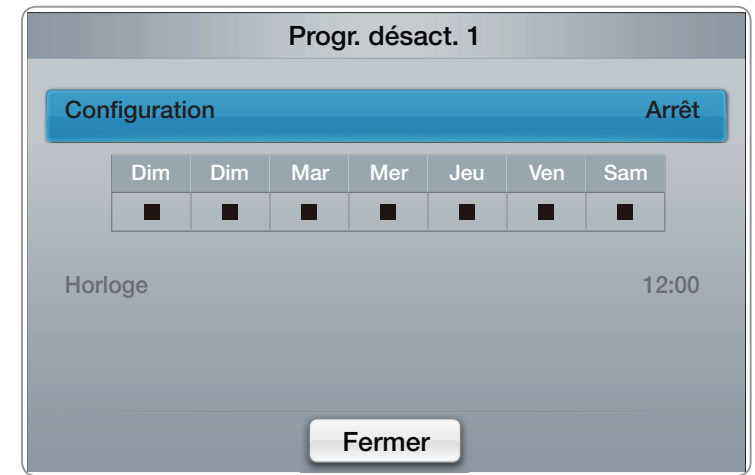 Progr. désact. 1
Configuration Arrêt
Dim Dim Mar Mer Jeu Ven Sam
Horloge 12:00
Fermer